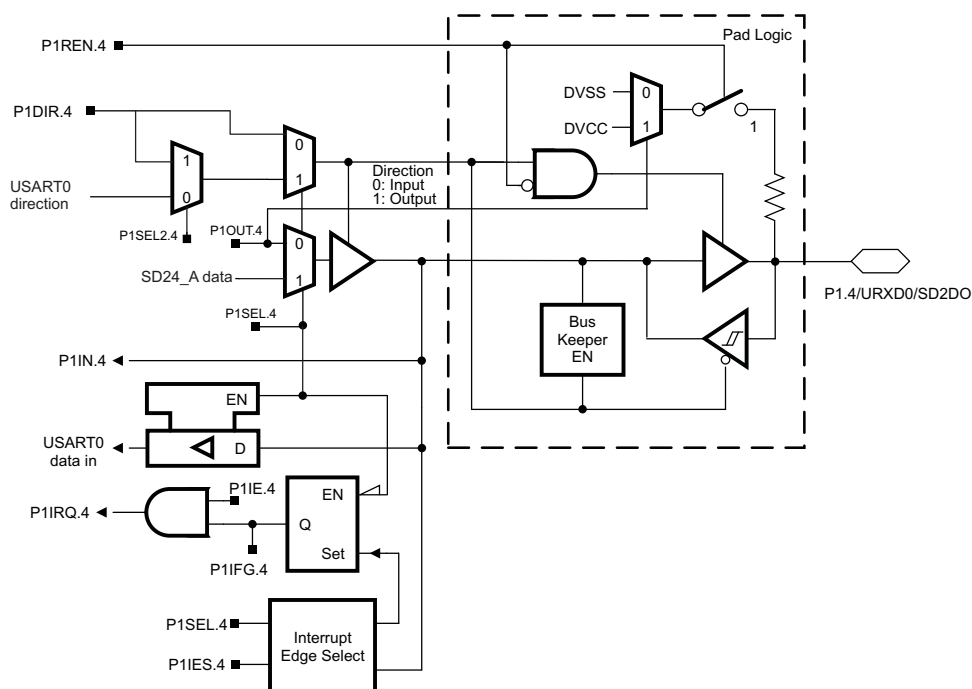 Pad Logic
P1REN.4
DVSS
0
DVCC
1
1
P1DIR.4
0
1
1
0
USART0
direction
Direction
0: Input
1: Output
P1SEL2.4
P1OUT.4
0
SD24_A data
1
P1SEL.4
P1.4/URXD0/SD2DO
Bus
Keeper
EN
P1IN.4
EN
USART0
data in
D
P1IE.4
EN
P1IRQ.4
Q
Set
P1IFG.4
P1SEL.4
P1IES.4
Interrupt
Edge Select